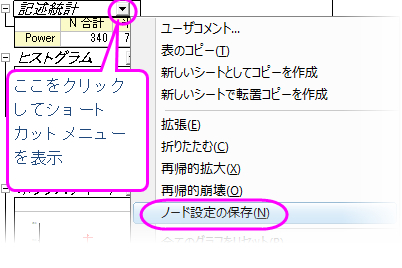 記述統計
N 合計
Power 340 7
ヒストグラム
ここをクリック
してショート
カット メニュー
を表示
ユーザコメント...
表のコピー(T)
新しいシートとしてコピーを作成
新しいシートで転置コピーを作成
拡張(E)
折りたたむ(C)
再帰的拡大(X)
再帰的崩壊(O)
ノード設定の保存(N)